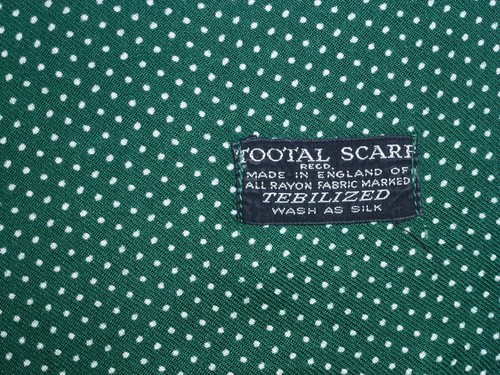 TOOTAL SCARF
REGD.
MADE IN ENGLAND OF
ALL RAYON FABRIC MARKED
TEBILIZED
WASH AS SILK